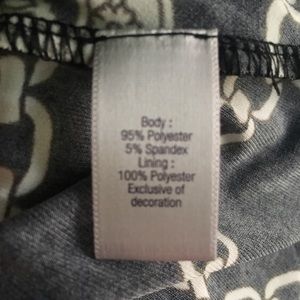 Body :
95% Polyester
5% Spandex
Lining :
100% Polyester
Exclusive of
decoration